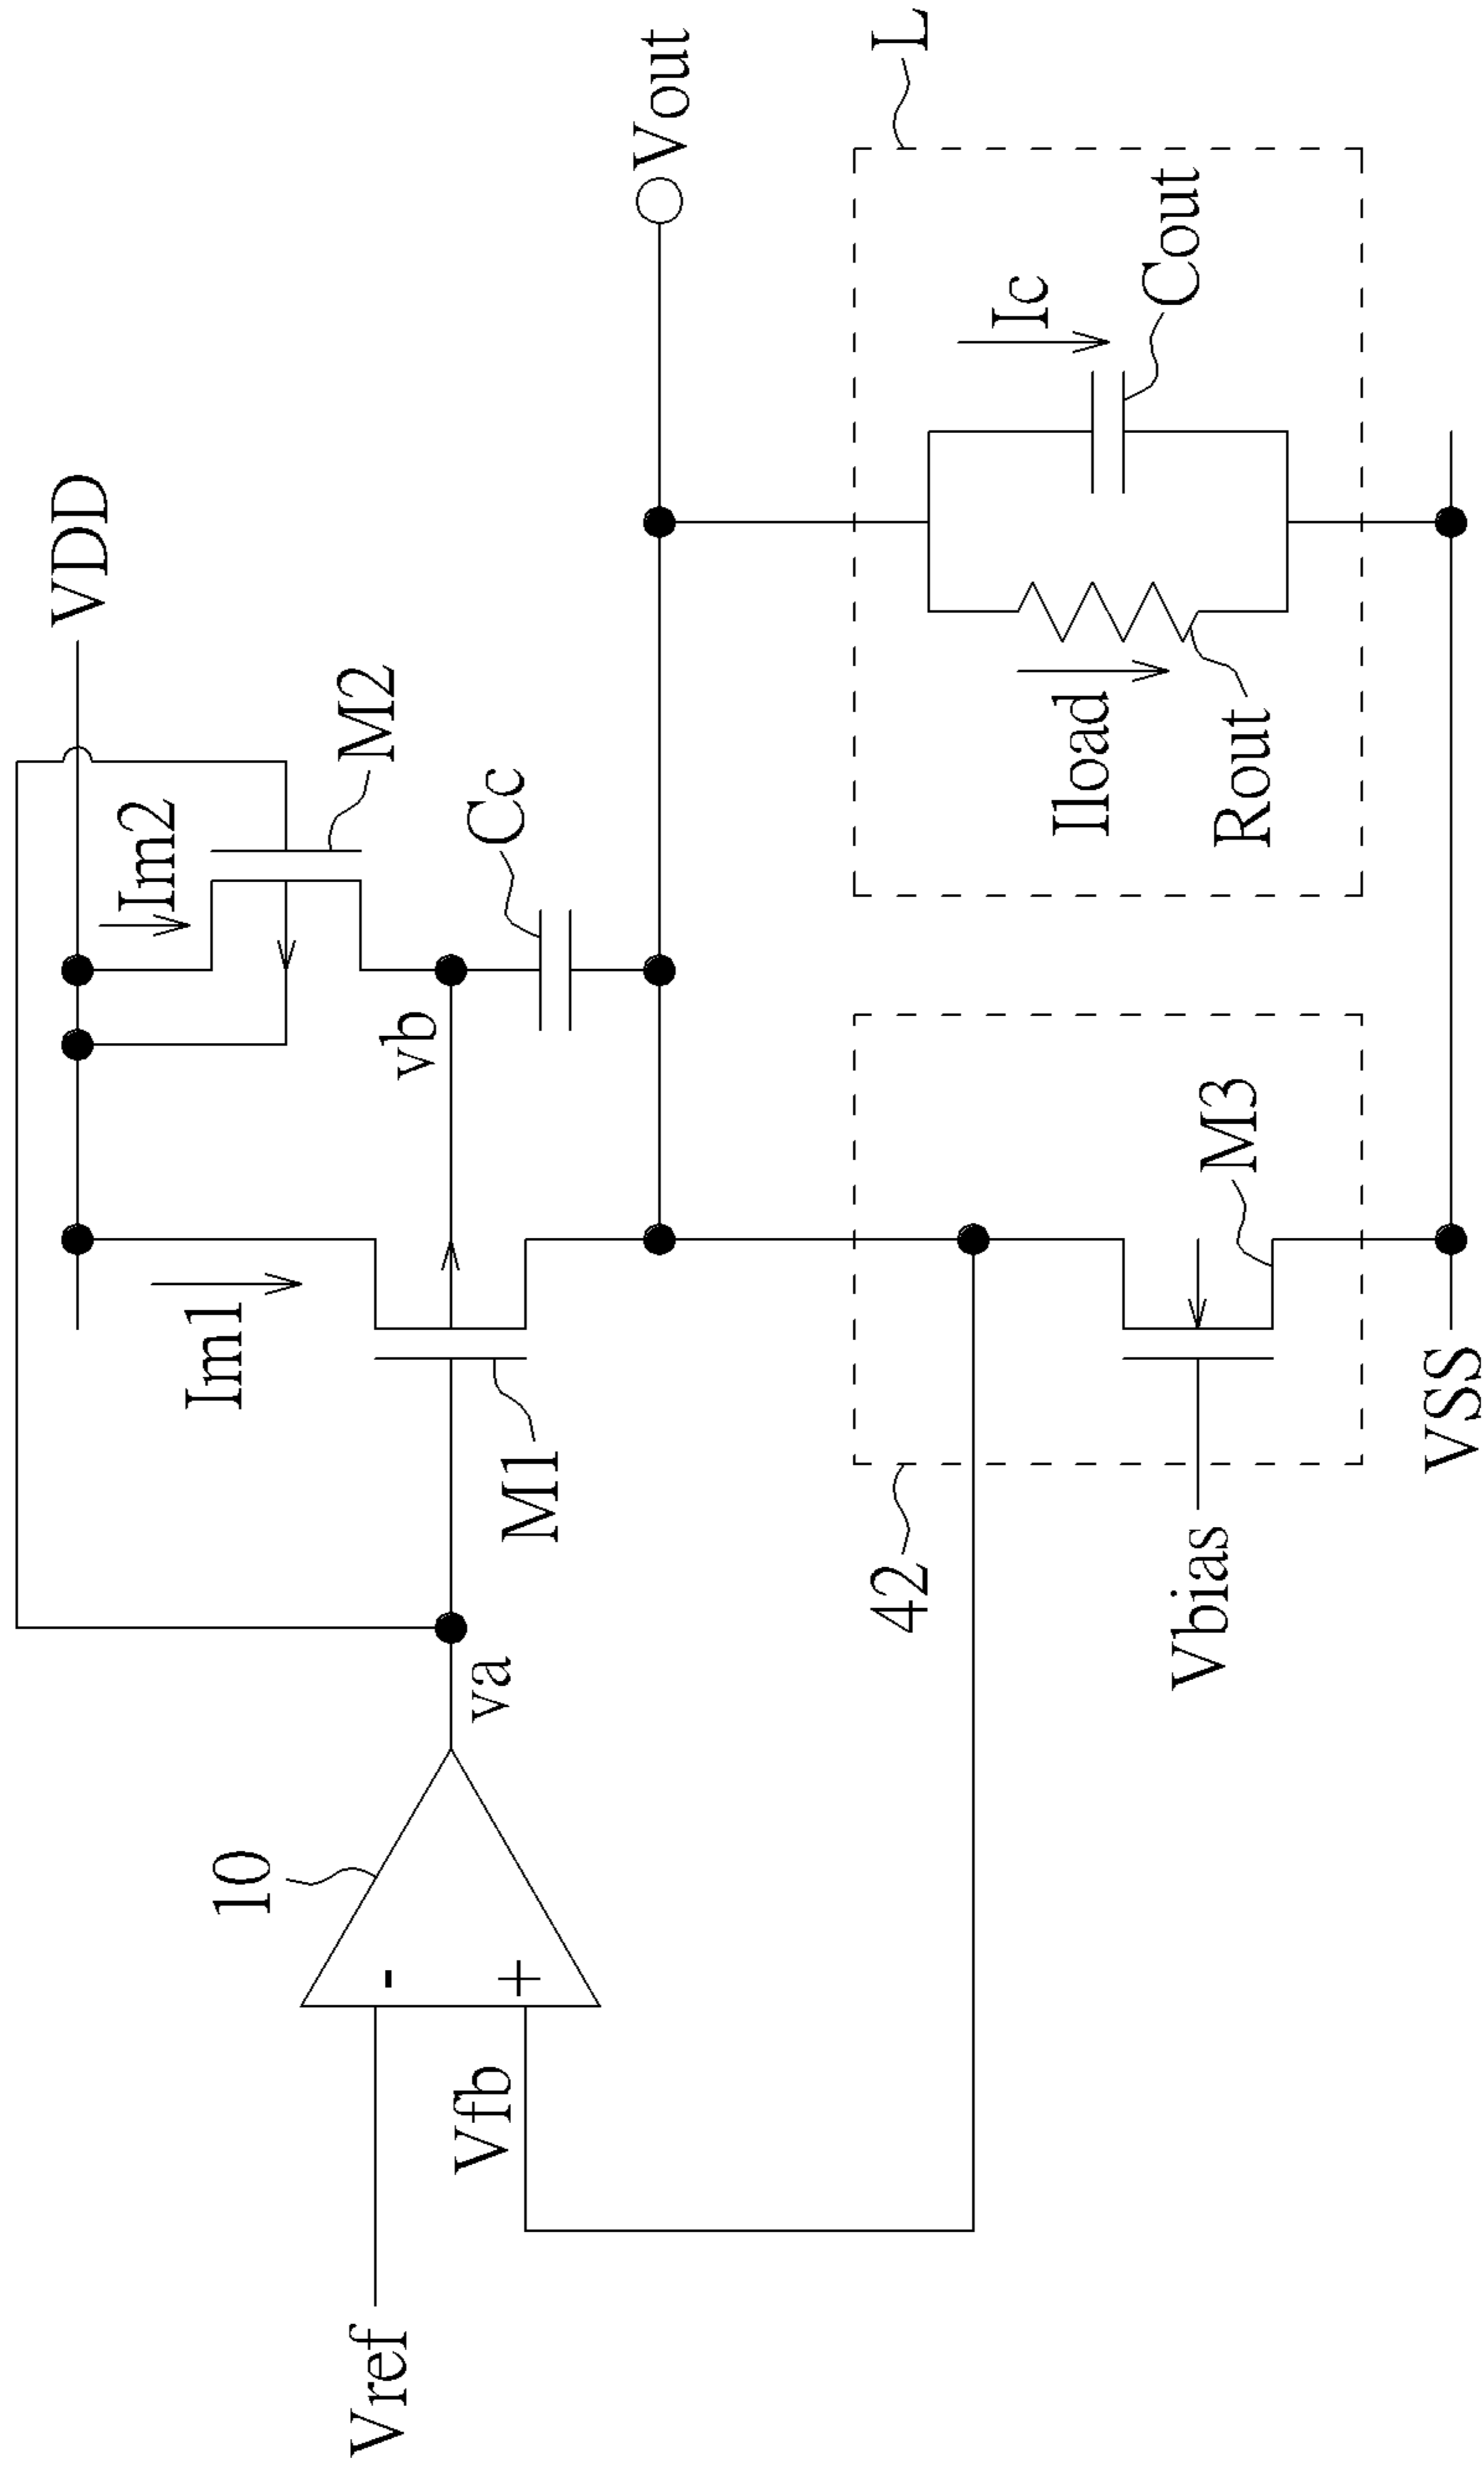 VDD
Im1
Im2
M2
10
vb
Cc
va
M1
Vref
-
+
Vfb
Vout
42
L
Iload
Ic
Cout
Rout
M3
Vbias
VSS